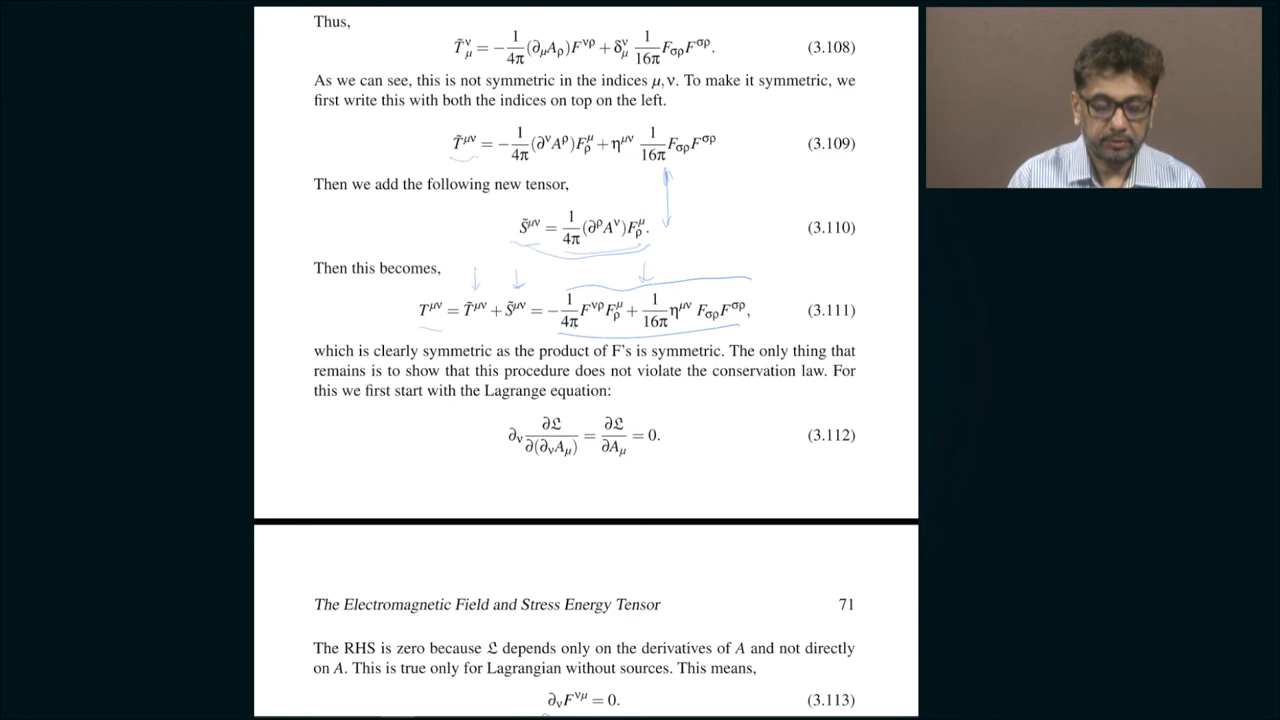 Thus,
T̃^ν_μ = −1/4π (∂_μ A_ρ)F^{νρ} + δ^ν_μ 1/16π F_{σρ}F^{σρ}. (3.108)
As we can see, this is not symmetric in the indices μ,ν. To make it symmetric, we
first write this with both the indices on top on the left.
T̃^{μν} = −1/4π (∂^ν A^ρ)F^μ_ρ + η^{μν} 1/16π F_{σρ}F^{σρ} (3.109)
Then we add the following new tensor,
S̃^{μν} = 1/4π (∂^ρ A^ν)F^μ_ρ. (3.110)
Then this becomes,
T^{μν} = T̃^{μν} + S̃^{μν} = −1/4π F^{νρ}F^μ_ρ + 1/16π η^{μν} F_{σρ}F^{σρ}, (3.111)
which is clearly symmetric as the product of F's is symmetric. The only thing that
remains is to show that this procedure does not violate the conservation law. For
this we first start with the Lagrange equation:
∂_ν ∂𝔏/∂(∂_ν A_μ) = ∂𝔏/∂A_μ = 0. (3.112)
The Electromagnetic Field and Stress Energy Tensor 71
The RHS is zero because 𝔏 depends only on the derivatives of A and not directly
on A. This is true only for Lagrangian without sources. This means,
∂_ν F^{νμ} = 0. (3.113)